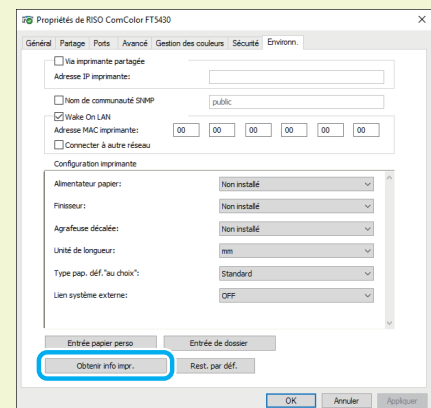 Propriétés de RISO ComColor FT5430
Général Partage Ports Avancé Gestion des couleurs Sécurité Environn.
Via imprimante partagée
Adresse IP imprimante:
Nom de communauté SNMP public
Wake On LAN
Adresse MAC imprimante: 00 00 00 00 00 00
Connecter à autre réseau
Configuration imprimante
Alimentateur papier: Non installé
Finisseur: Non installé
Agrafeuse décalée: Non installé
Unité de longueur: mm
Type pap. déf."au choix": Standard
Lien système externe: OFF
Entrée papier perso Entrée de dossier
Obtenir info impr. Rest. par déf.
OK Annuler Appliquer